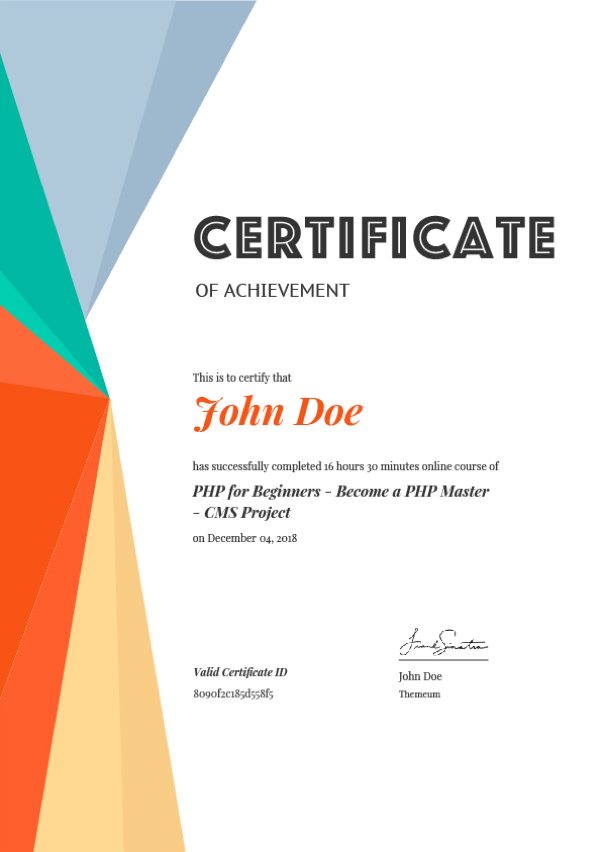 CERTIFICATE
OF ACHIEVEMENT
This is to certify that
John Doe
has successfully completed 16 hours 30 minutes online course of
PHP for Beginners - Become a PHP Master
- CMS Project
on December 04, 2018
Frank Sinatra
Valid Certificate ID
John Doe
8090f2c185d558f5
Themeum